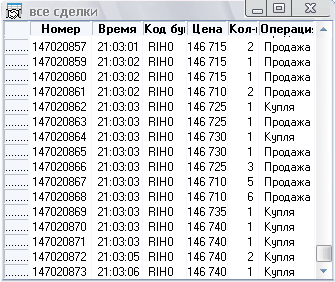 все сделки
Номер Время Код бу Цена Кол- Операция
147020857 21:03:01 RIH0 146 715 2 Продажа
147020859 21:03:02 RIH0 146 715 1 Продажа
147020860 21:03:02 RIH0 146 715 1 Продажа
147020861 21:03:02 RIH0 146 710 2 Продажа
147020862 21:03:03 RIH0 146 725 1 Купля
147020863 21:03:03 RIH0 146 725 1 Продажа
147020864 21:03:03 RIH0 146 730 1 Купля
147020865 21:03:03 RIH0 146 730 1 Продажа
147020866 21:03:03 RIH0 146 725 3 Продажа
147020867 21:03:03 RIH0 146 710 5 Продажа
147020868 21:03:03 RIH0 146 710 6 Продажа
147020869 21:03:03 RIH0 146 735 1 Купля
147020870 21:03:03 RIH0 146 740 1 Купля
147020871 21:03:03 RIH0 146 740 1 Купля
147020872 21:03:05 RIH0 146 740 2 Купля
147020873 21:03:06 RIH0 146 740 1 Купля